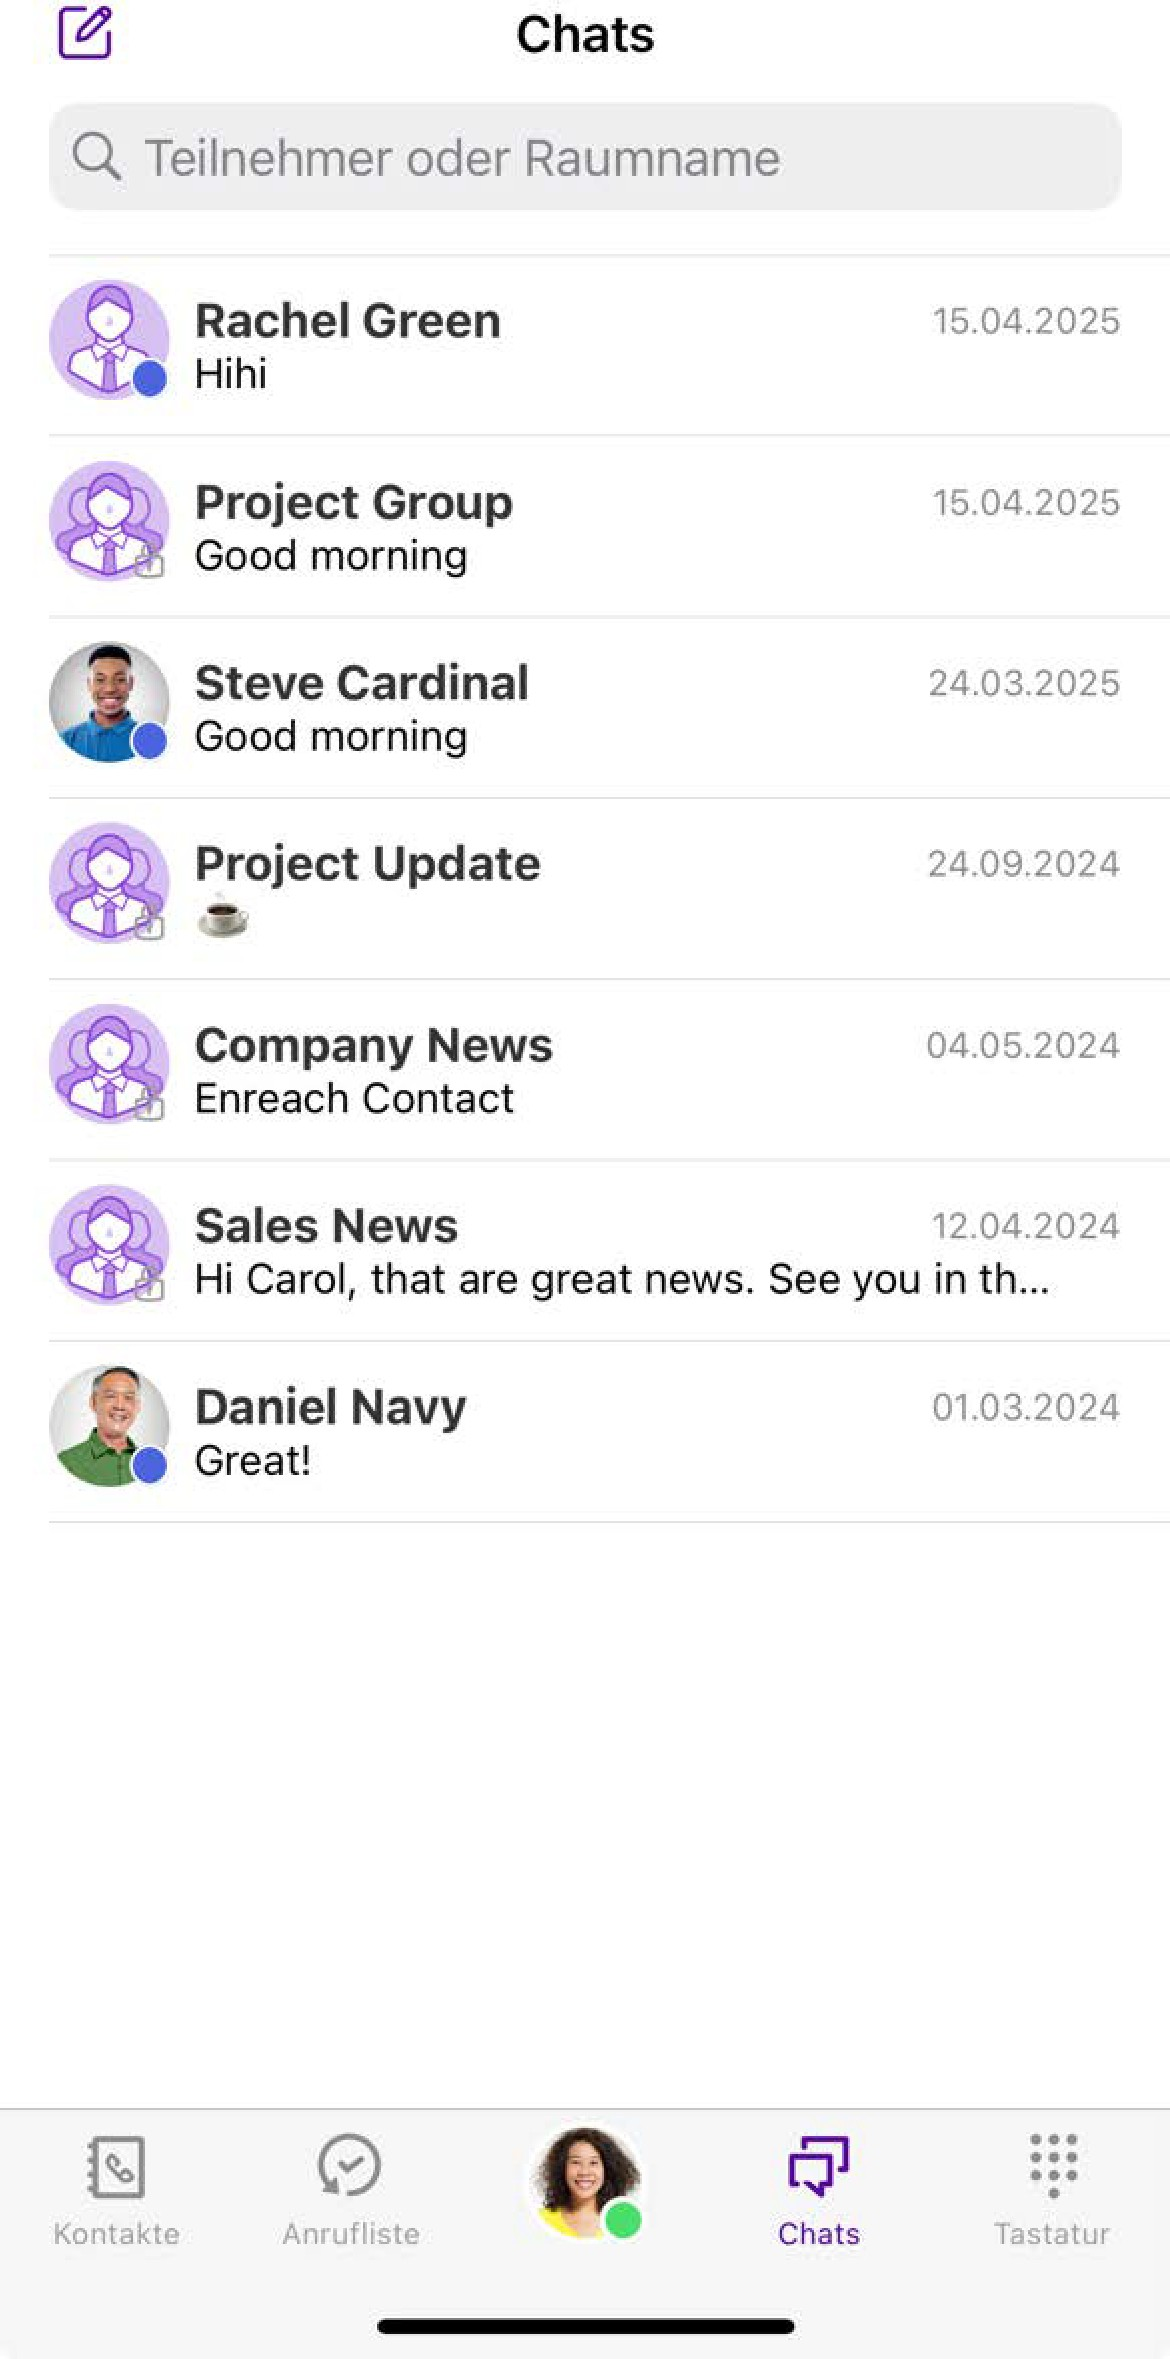 Chats
Teilnehmer oder Raumname
Rachel Green 15.04.2025
Hihi
Project Group 15.04.2025
Good morning
Steve Cardinal 24.03.2025
Good morning
Project Update 24.09.2024
Company News 04.05.2024
Enreach Contact
Sales News 12.04.2024
Hi Carol, that are great news. See you in th...
Daniel Navy 01.03.2024
Great!
Kontakte Anrufliste Chats Tastatur